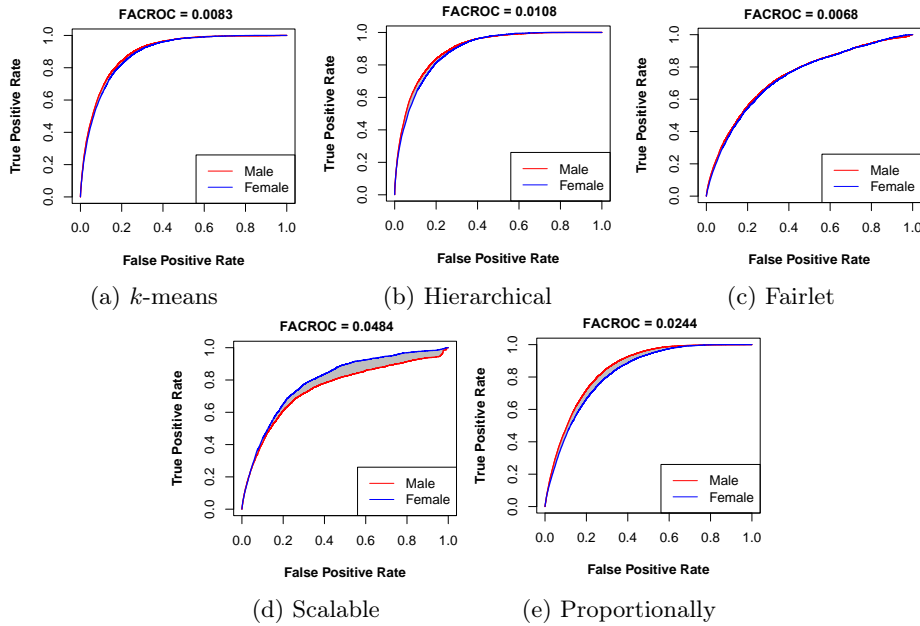 FACROC = 0.0083
True Positive Rate
0.0 0.2 0.4 0.6 0.8 1.0
Male
Female
0.0 0.2 0.4 0.6 0.8 1.0
False Positive Rate
(a) k-means
FACROC = 0.0108
True Positive Rate
0.0 0.2 0.4 0.6 0.8 1.0
Male
Female
0.0 0.2 0.4 0.6 0.8 1.0
False Positive Rate
(b) Hierarchical
FACROC = 0.0068
True Positive Rate
0.0 0.2 0.4 0.6 0.8 1.0
Male
Female
0.0 0.2 0.4 0.6 0.8 1.0
False Positive Rate
(c) Fairlet
FACROC = 0.0484
True Positive Rate
0.0 0.2 0.4 0.6 0.8 1.0
Male
Female
0.0 0.2 0.4 0.6 0.8 1.0
False Positive Rate
(d) Scalable
FACROC = 0.0244
True Positive Rate
0.0 0.2 0.4 0.6 0.8 1.0
Male
Female
0.0 0.2 0.4 0.6 0.8 1.0
False Positive Rate
(e) Proportionally